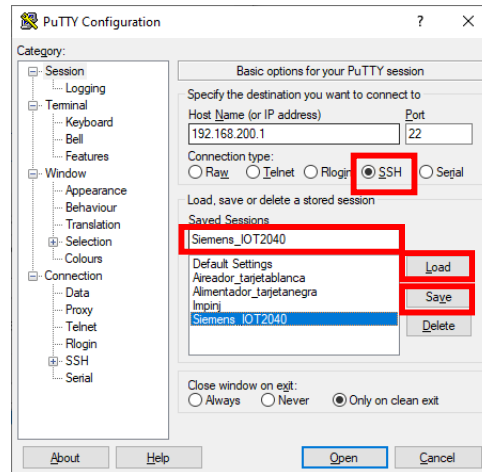 PuTTY Configuration ? ×
Category:
Session
Logging
Terminal
Keyboard
Bell
Features
Window
Appearance
Behaviour
Translation
Selection
Colours
Connection
Data
Proxy
Telnet
Rlogin
SSH
Serial
Basic options for your PuTTY session
Specify the destination you want to connect to
Host Name (or IP address) Port
192.168.200.1 22
Connection type:
Raw Telnet Rlogin SSH Serial
Load, save or delete a stored session
Saved Sessions
Siemens_IOT2040
Default Settings
Aireador_tarjetablanca
Alimentador_tarjetanegra
Impinj
Siemens_IOT2040
Load
Save
Delete
Close window on exit:
Always Never Only on clean exit
About Help Open Cancel